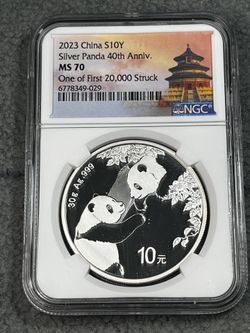 2023 China S10Y
Silver Panda 40th Anniv.
MS 70
One of First 20,000 Struck
6778349-029
NGC
30g Ag.999
10元